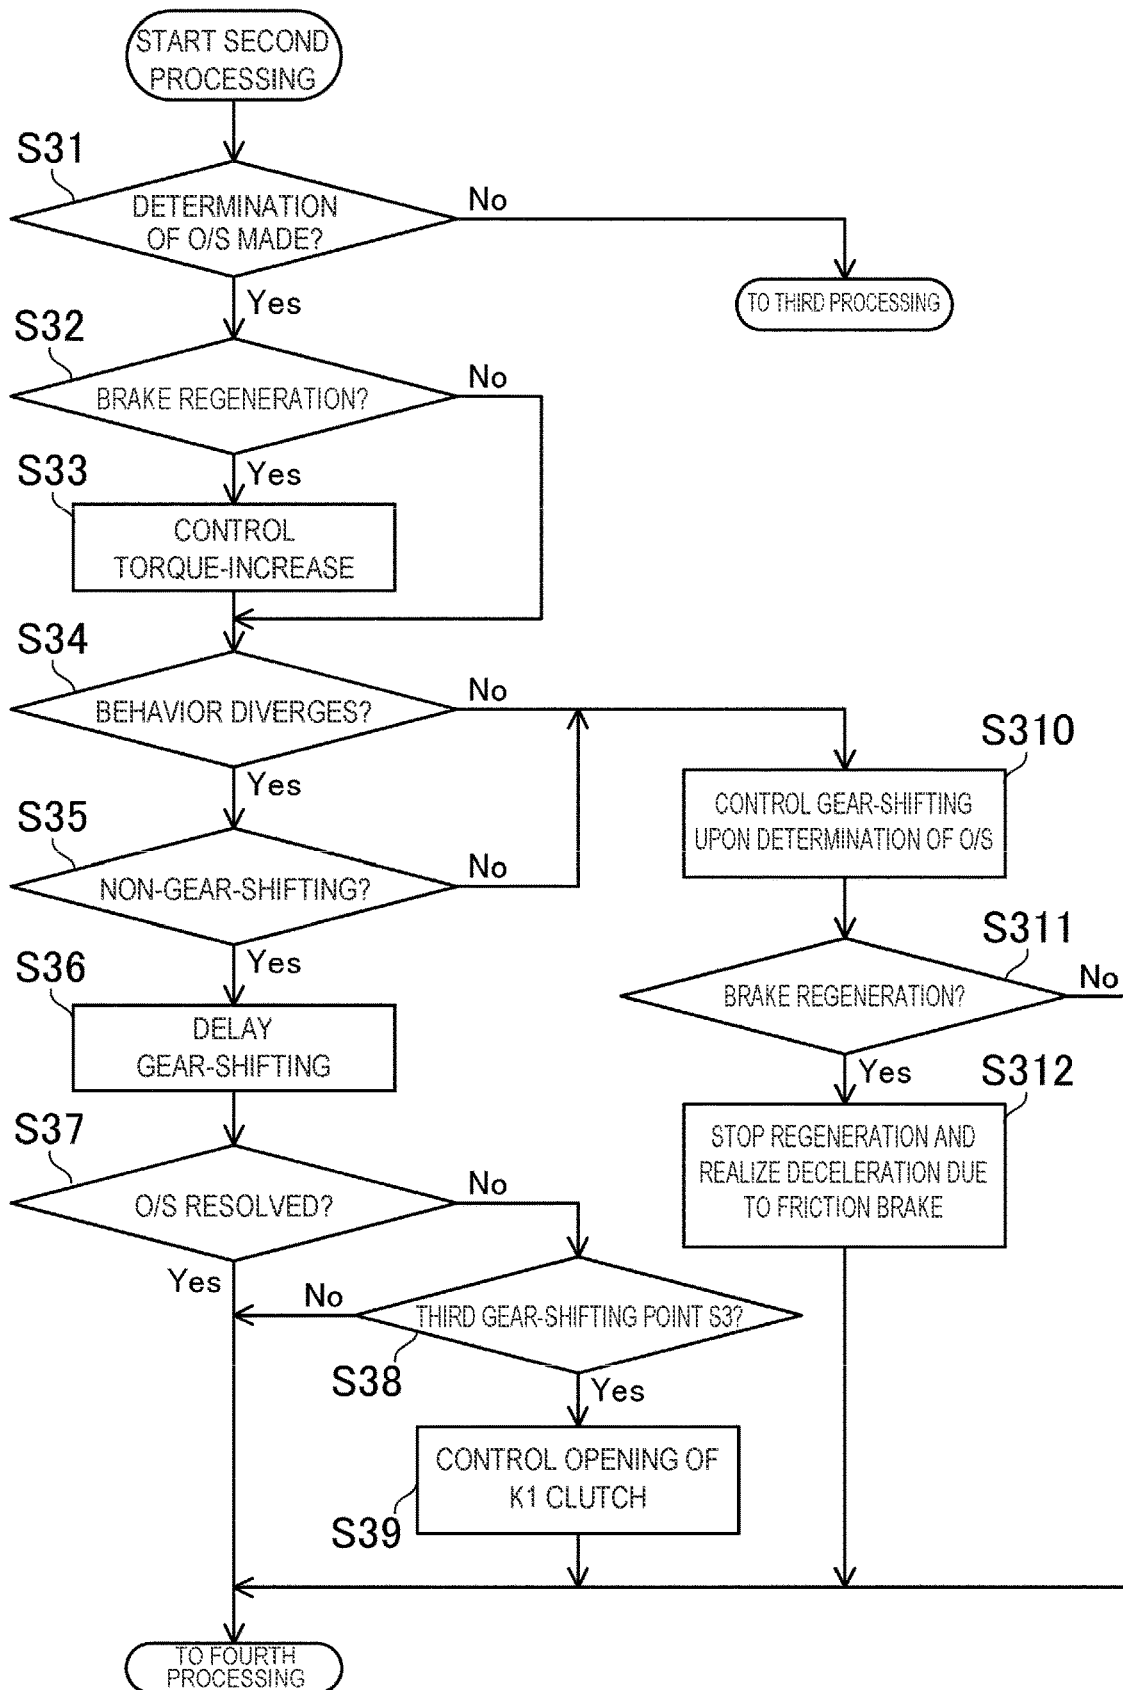 START SECOND
PROCESSING
S31
DETERMINATION
OF O/S MADE?
No
Yes
TO THIRD PROCESSING
S32
BRAKE REGENERATION?
No
Yes
S33
CONTROL
TORQUE-INCREASE
S34
BEHAVIOR DIVERGES?
No
Yes
S35
NON-GEAR-SHIFTING?
No
Yes
S36
DELAY
GEAR-SHIFTING
S37
O/S RESOLVED?
No
Yes
THIRD GEAR-SHIFTING POINT S3?
No
S38
Yes
CONTROL OPENING OF
K1 CLUTCH
S39
S310
CONTROL GEAR-SHIFTING
UPON DETERMINATION OF O/S
S311
BRAKE REGENERATION?
No
Yes
S312
STOP REGENERATION AND
REALIZE DECELERATION DUE
TO FRICTION BRAKE
TO FOURTH
PROCESSING